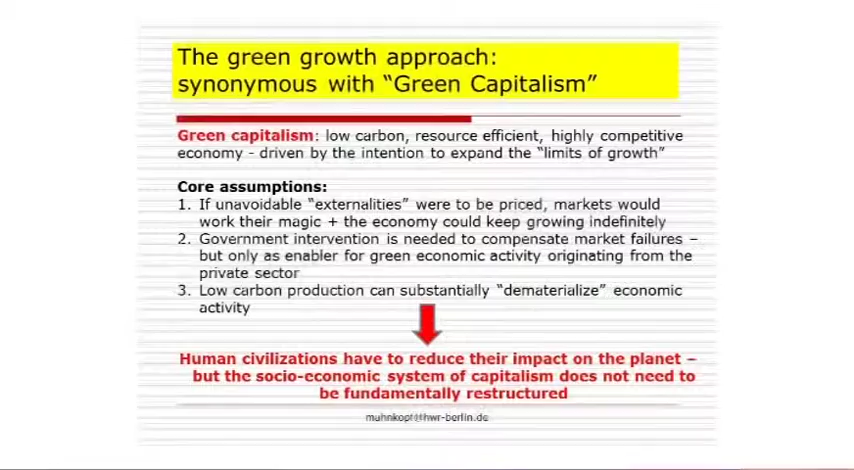 The green growth approach:
synonymous with “Green Capitalism”
Green capitalism: low carbon, resource efficient, highly competitive
economy - driven by the intention to expand the “limits of growth”
Core assumptions:
1. If unavoidable “externalities” were to be priced, markets would
work their magic + the economy could keep growing indefinitely
2. Government intervention is needed to compensate market failures –
but only as enabler for green economic activity originating from the
private sector
3. Low carbon production can substantially “dematerialize” economic
activity
Human civilizations have to reduce their impact on the planet –
but the socio-economic system of capitalism does not need to
be fundamentally restructured
muhnkopf@hwr-berlin.de